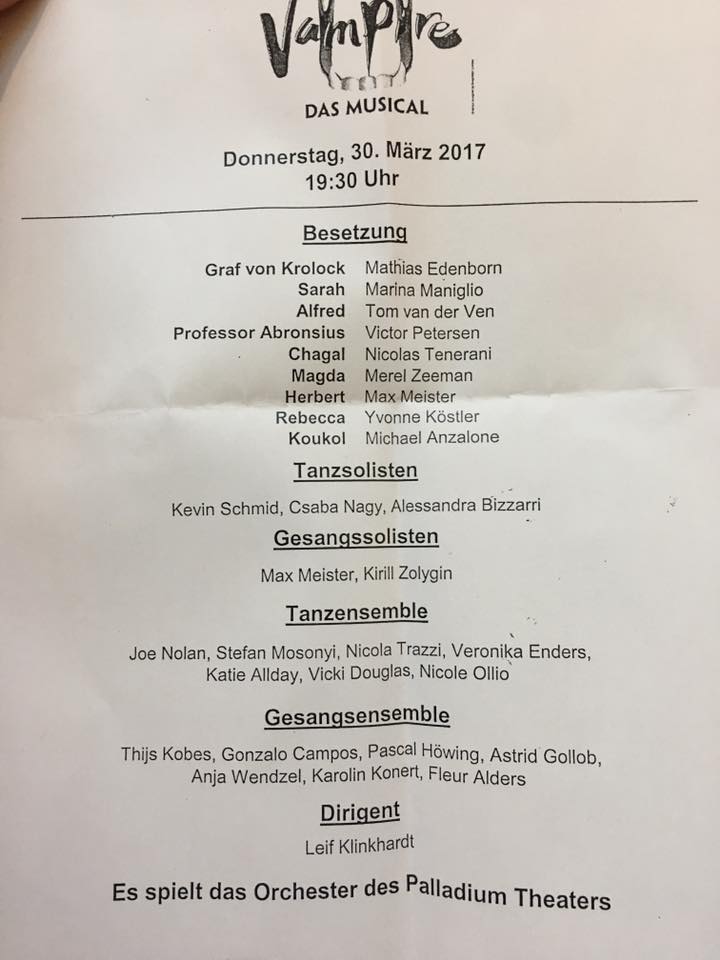 Vampire
DAS MUSICAL
Donnerstag, 30. März 2017
19:30 Uhr
Besetzung
Graf von Krolock Mathias Edenborn
Sarah Marina Maniglio
Alfred Tom van der Ven
Professor Abronsius Victor Petersen
Chagal Nicolas Tenerani
Magda Merel Zeeman
Herbert Max Meister
Rebecca Yvonne Köstler
Koukol Michael Anzalone
Tanzsolisten
Kevin Schmid, Csaba Nagy, Alessandra Bizzarri
Gesangssolisten
Max Meister, Kirill Zolygin
Tanzensemble
Joe Nolan, Stefan Mosonyi, Nicola Trazzi, Veronika Enders,
Katie Allday, Vicki Douglas, Nicole Ollio
Gesangsensemble
Thijs Kobes, Gonzalo Campos, Pascal Höwing, Astrid Gollob,
Anja Wendzel, Karolin Konert, Fleur Alders
Dirigent
Leif Klinkhardt
Es spielt das Orchester des Palladium Theaters